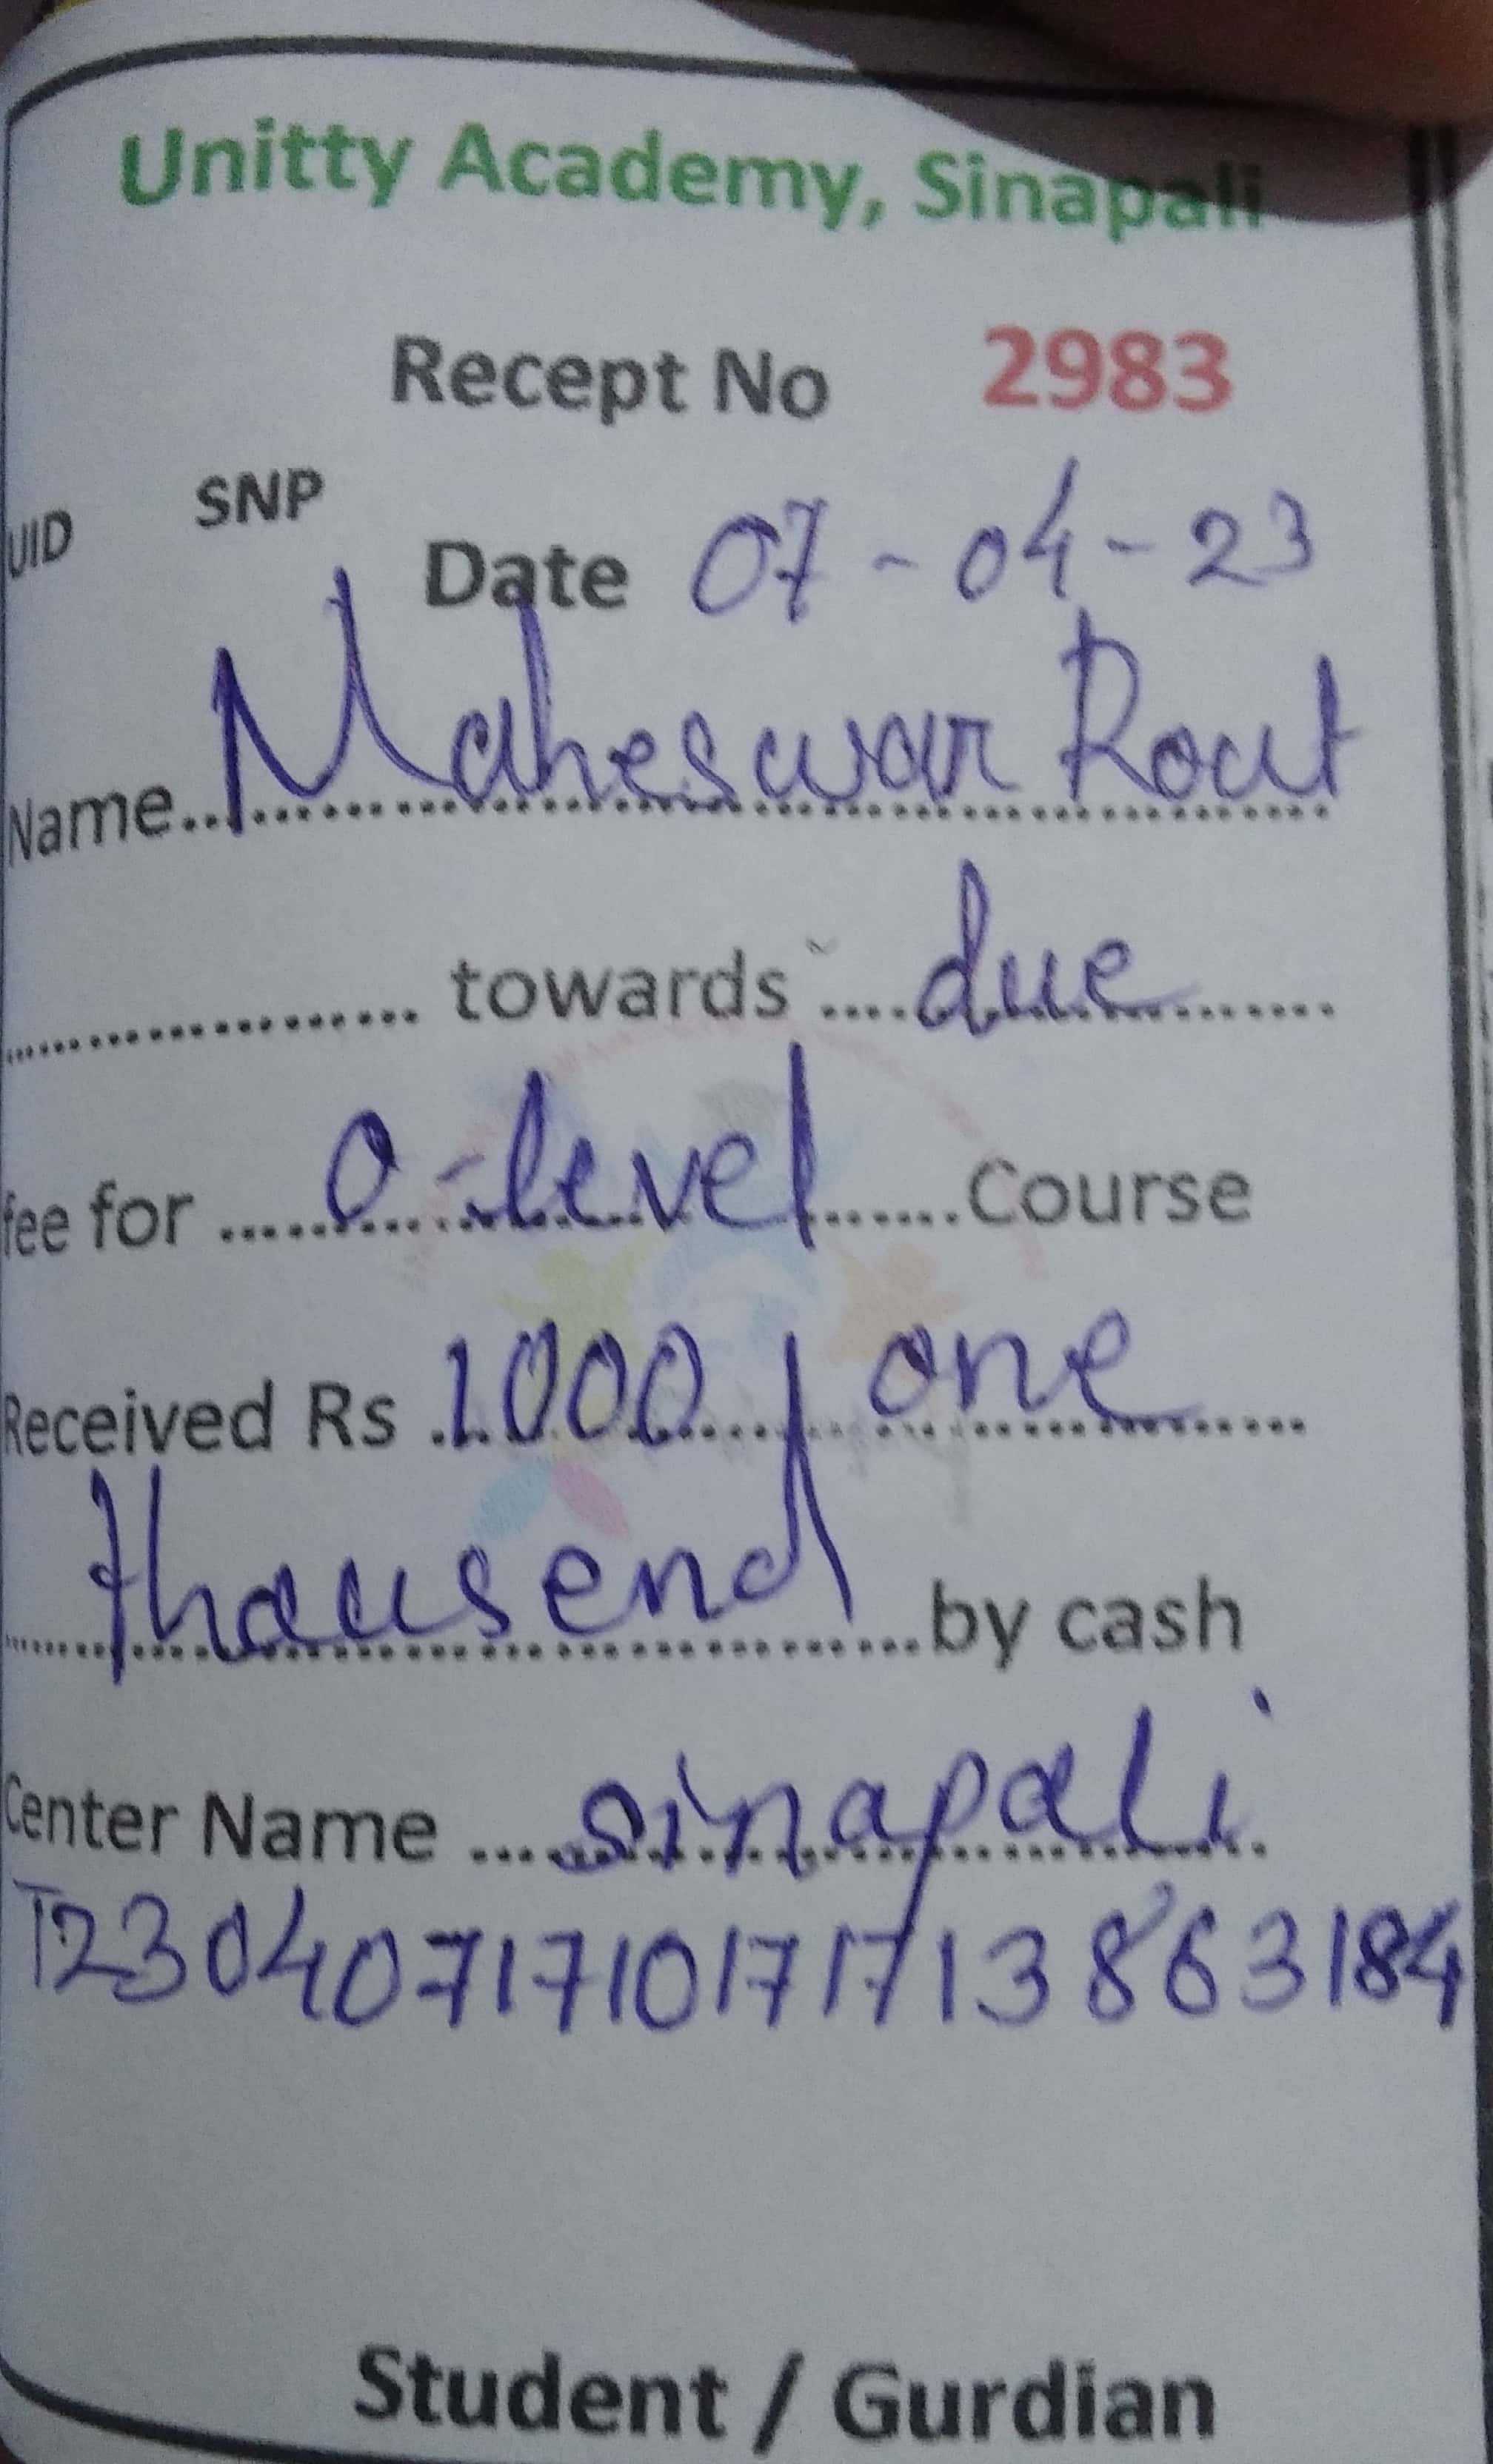 Unitty Academy, Sinapali
Recept No 2983
UID SNP
Date 07-04-23
Name... Maheswar Rout
.................. towards .... due ........
fee for ..... O-level ....... Course
Received Rs .1000/ one ........
thousend ........ by cash
Center Name .... sinapali ..
T2304071710171713863184
Student / Gurdian